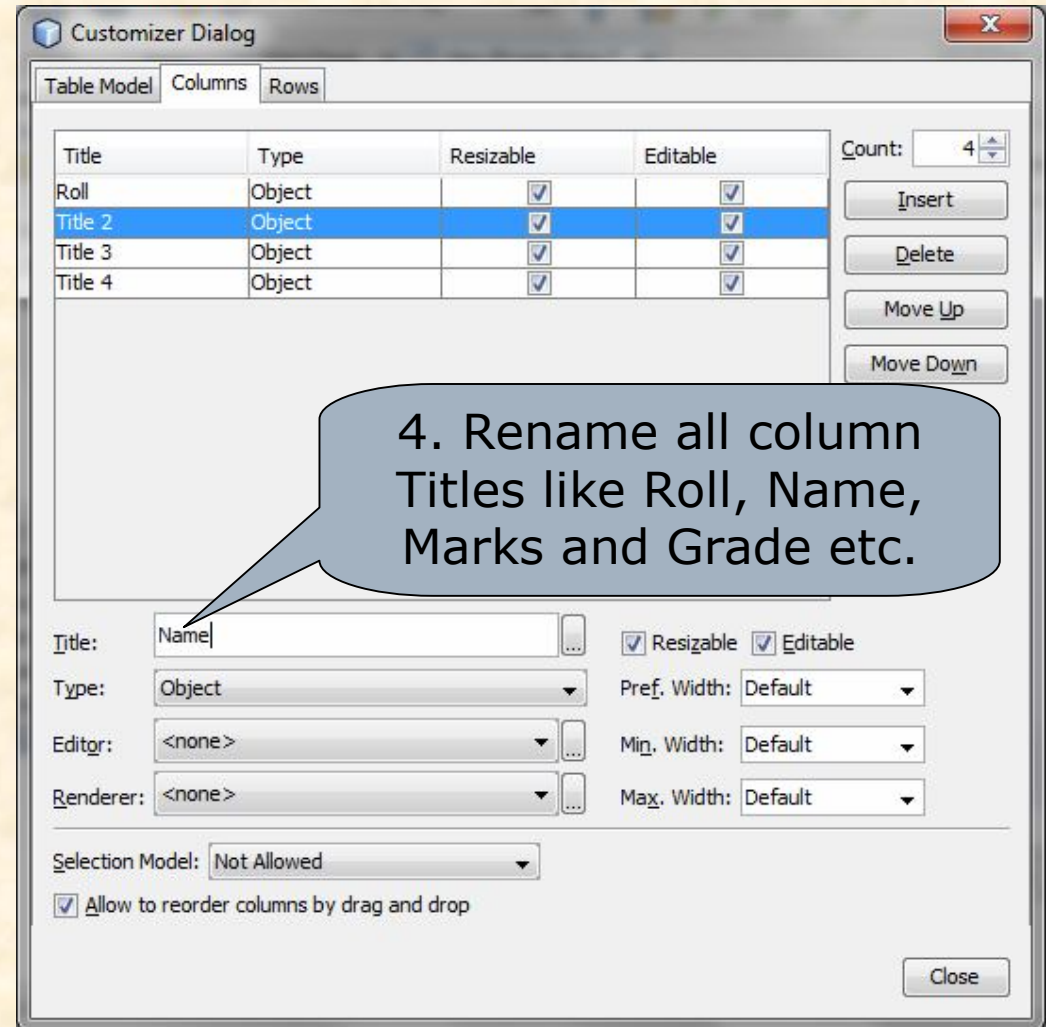 Customizer Dialog
Table Model Columns Rows
Title Type Resizable Editable
Roll Object
Title 2 Object
Title 3 Object
Title 4 Object
Count: 4
Insert
Delete
Move Up
Move Down
4. Rename all column
Titles like Roll, Name,
Marks and Grade etc.
Title: Name ... Resizable Editable
Type: Object Pref. Width: Default
Editor: <none> ... Min. Width: Default
Renderer: <none> ... Max. Width: Default
Selection Model: Not Allowed
Allow to reorder columns by drag and drop
Close